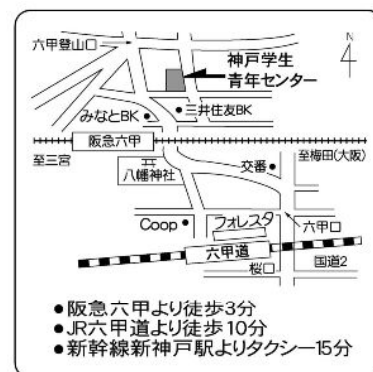 六甲登山口
神戸学生
青年センター
4
みなとBK
三井住友BK
阪急六甲
至三宮
至梅田(大阪)
八幡神社
交番
Coop
フォレスタ
六甲口
六甲道
桜口
国道2
●阪急六甲より徒歩3分
●JR六甲道より徒歩10分
●新幹線新神戸駅よりタクシー15分